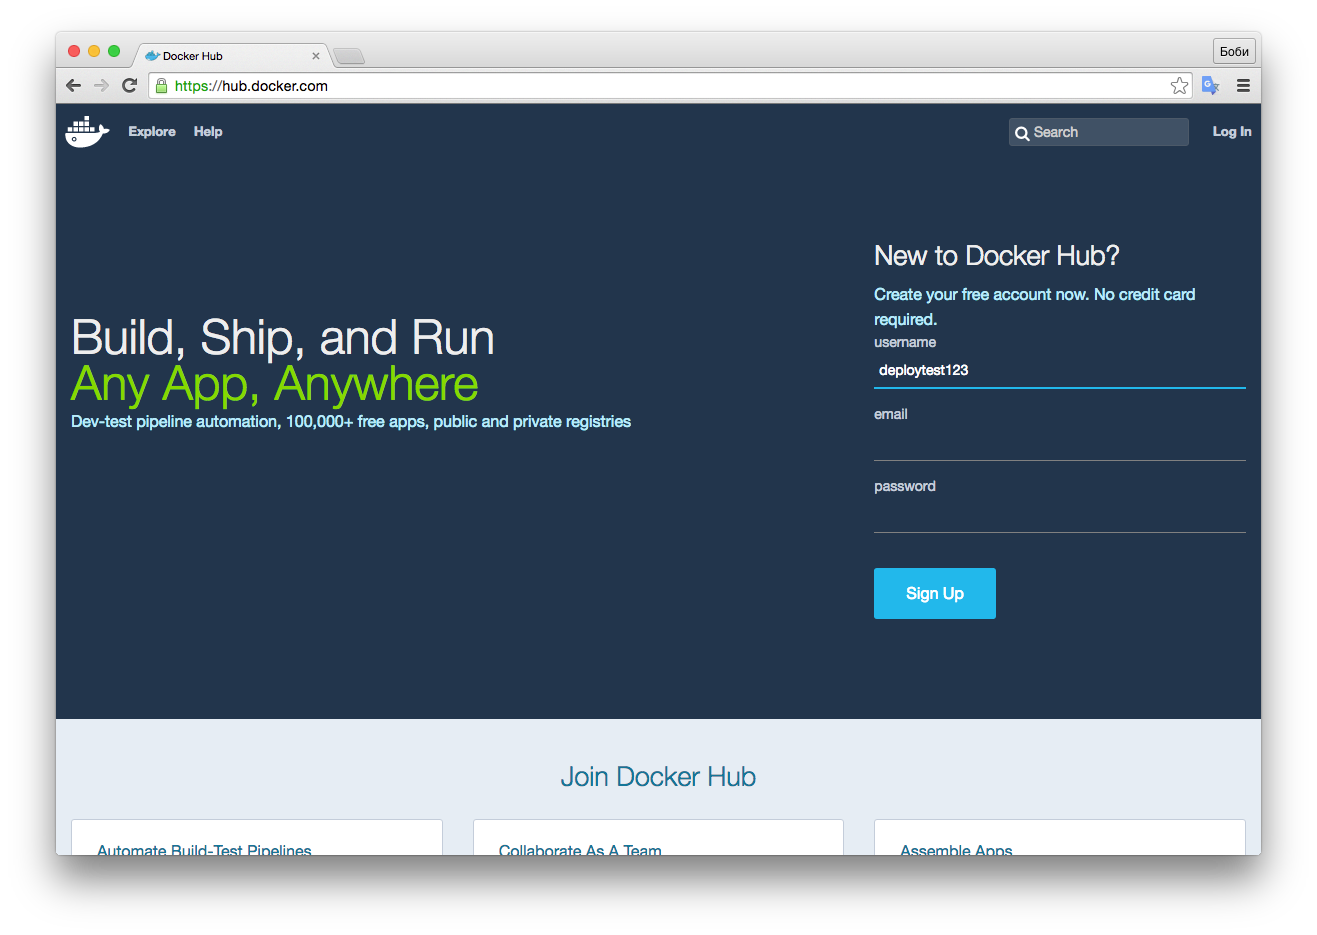 Docker Hub
Боби
https://hub.docker.com
Explore
Help
Search
Log In
Build, Ship, and Run
Any App, Anywhere
Dev-test pipeline automation, 100,000+ free apps, public and private registries
New to Docker Hub?
Create your free account now. No credit card
required.
username
deploytest123
email
password
Sign Up
Join Docker Hub
Automate Build-Test Pipelines
Collaborate As A Team
Assemble Apps